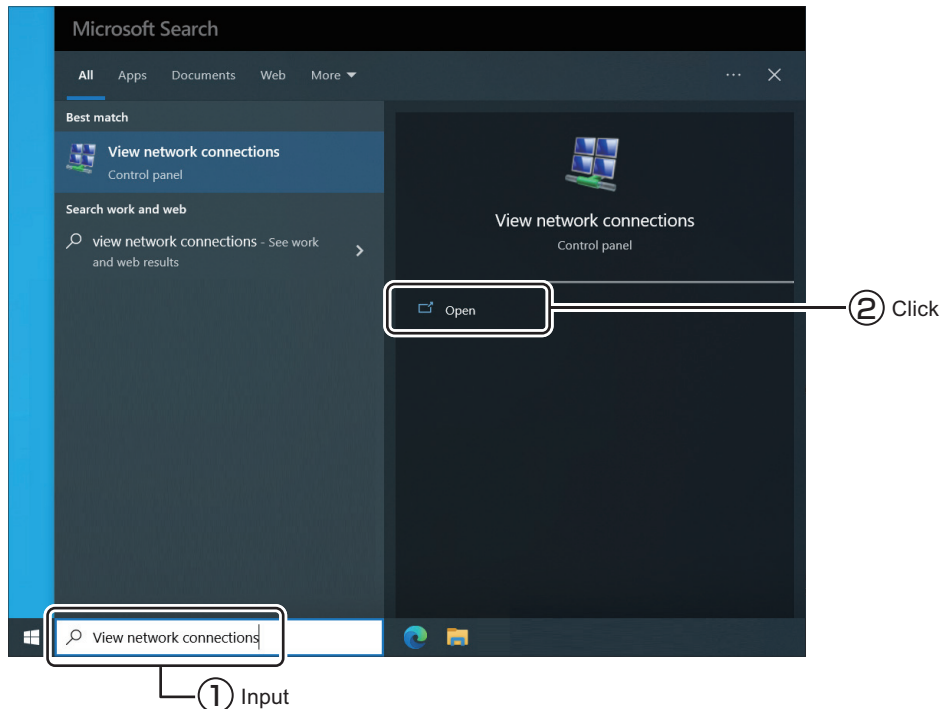 Microsoft Search
All Apps Documents Web More
Best match
View network connections
Control panel
Search work and web
view network connections - See work
and web results
View network connections
Control panel
Open
② Click
View network connections
① Input